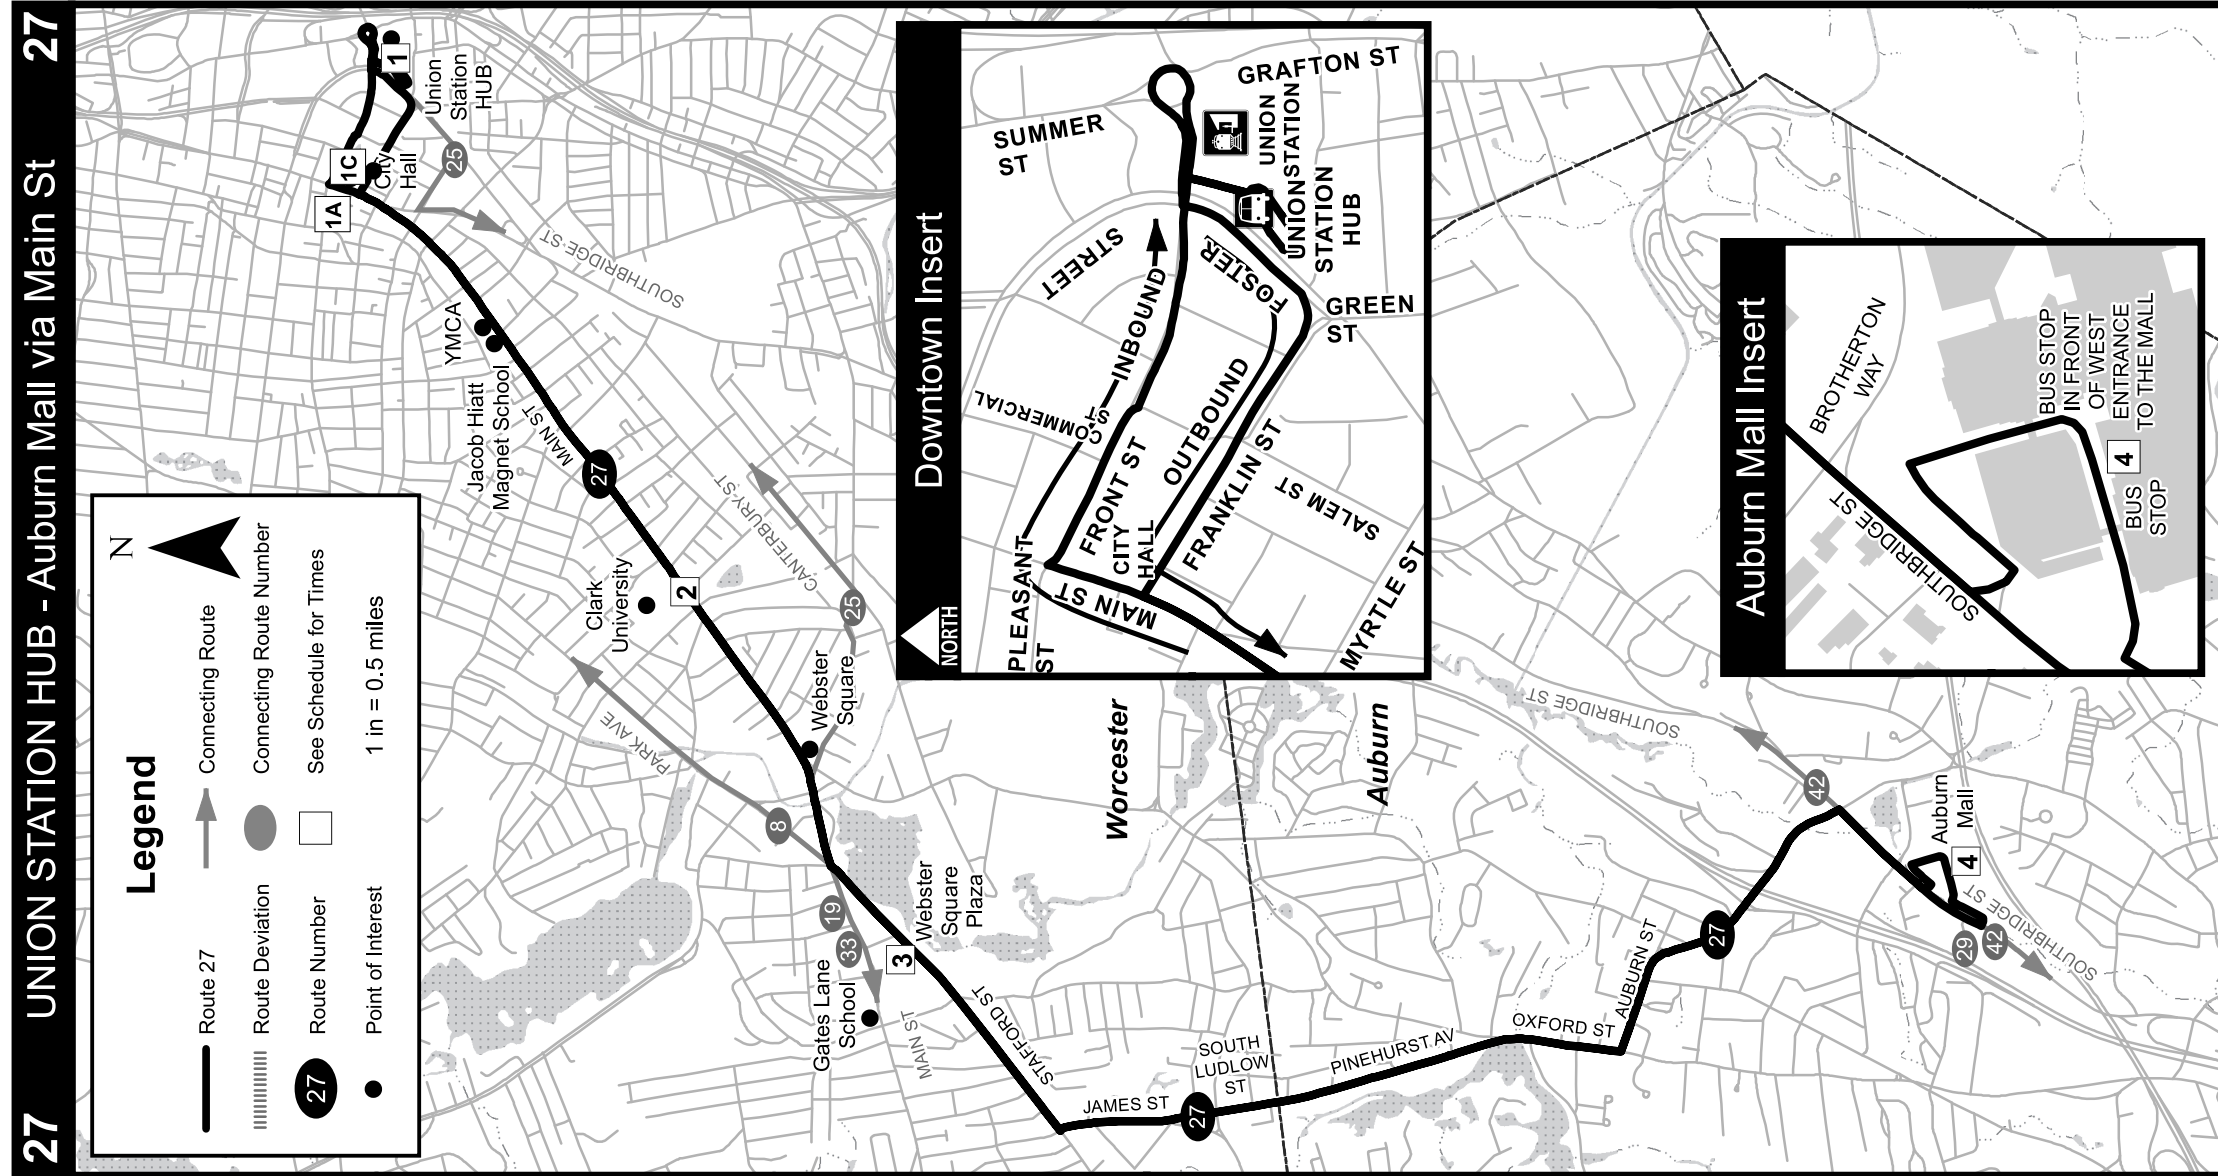 27 UNION STATION HUB - Auburn Mall via Main St 27
Legend
N
Route 27
Connecting Route
Route Deviation
Connecting Route Number
27
Route Number
See Schedule for Times
Point of Interest
1 in = 0.5 miles
1
Union
Station
HUB
1C
City
Hall
1A
25
SOUTHBRIDGE ST
YMCA
Jacob Hiatt
Magnet School
MAIN ST
27
Clark
University
2
CANTERBURY ST
25
PARK AVE
Webster
Square
8
19
33
3
Webster
Square
Plaza
Gates Lane
School
MAIN ST
STAFFORD ST
JAMES ST
27
SOUTH
LUDLOW
ST
Worcester
Auburn
PINEHURST AV
OXFORD ST
AUBURN ST
27
SOUTHBRIDGE ST
42
Auburn
Mall
4
29
42
SOUTHBRIDGE ST
Downtown Insert
NORTH
SUMMER
ST
GRAFTON ST
UNION
STATION
UNION
STATION
HUB
STREET
FOSTER
INBOUND
GREEN
ST
COMMERCIAL
ST
OUTBOUND
FRONT ST
FRANKLIN ST
CITY
HALL
SALEM ST
PLEASANT
ST
MAIN ST
MYRTLE ST
Auburn Mall Insert
BROTHERTON
WAY
SOUTHBRIDGE ST
BUS STOP
IN FRONT
OF WEST
ENTRANCE
TO THE MALL
4
BUS
STOP